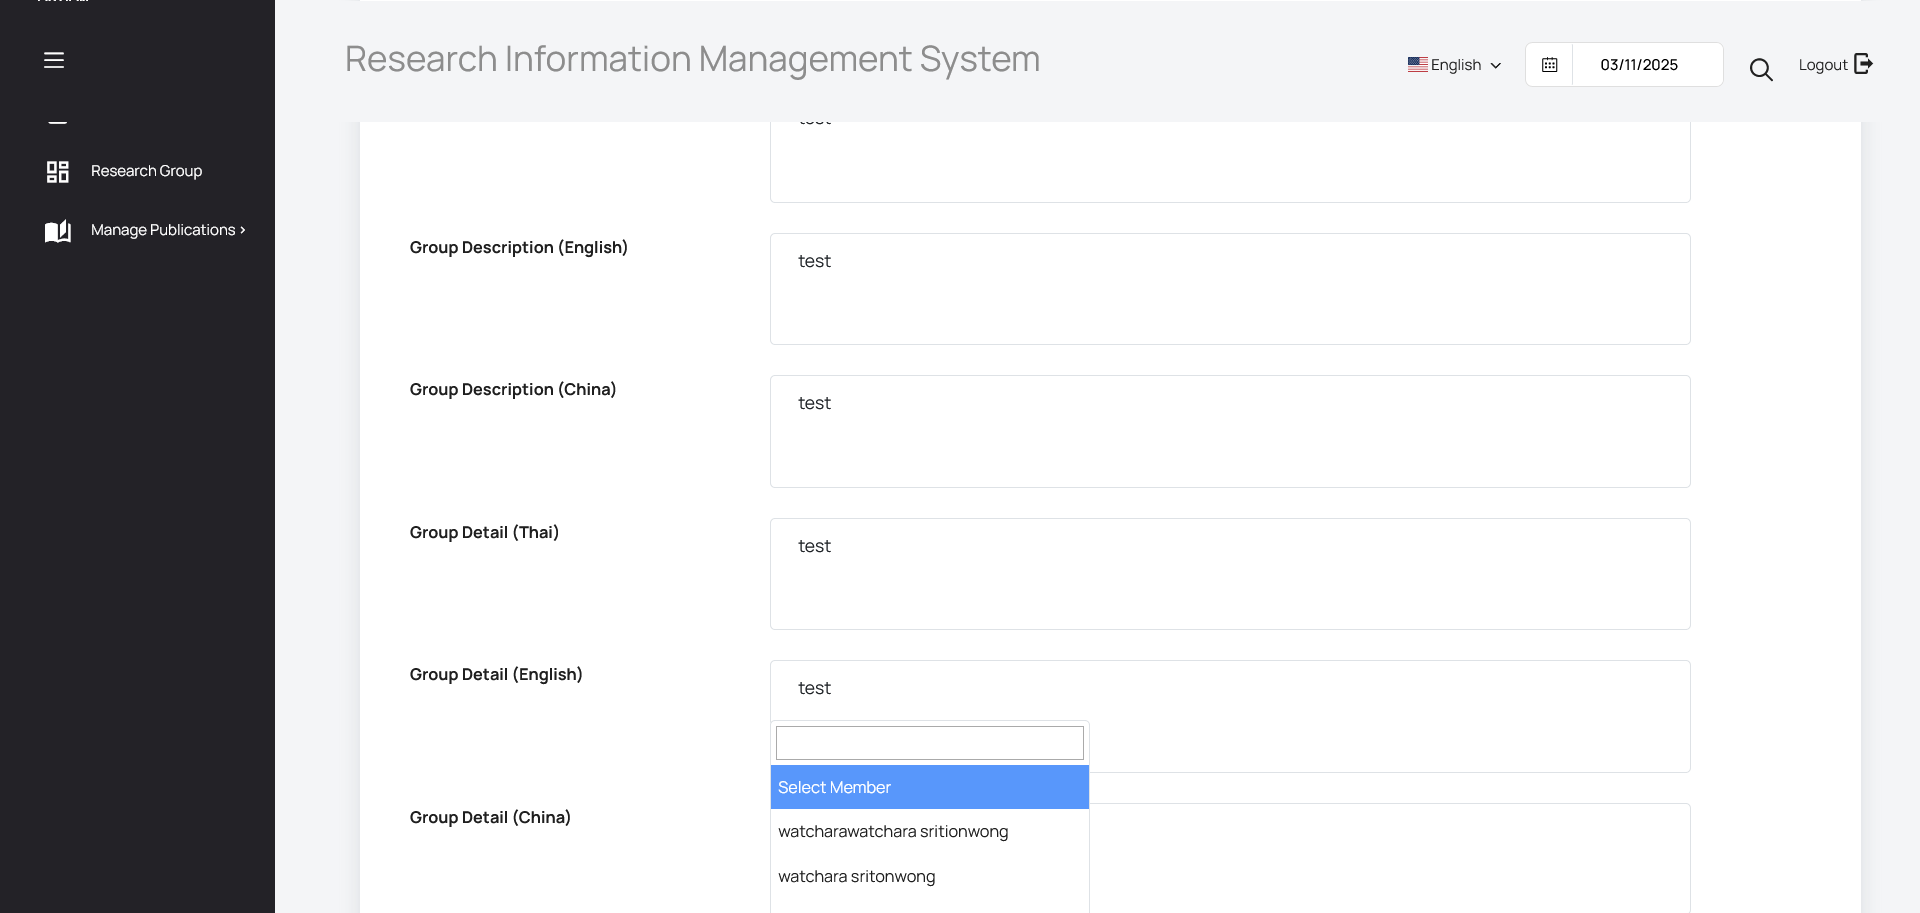 Research Information Management System
English
03/11/2025
Logout
Research Group
Manage Publications ›
Group Description (English)
test
Group Description (China)
test
Group Detail (Thai)
test
Group Detail (English)
test
Select Member
Group Detail (China)
watcharawatchara sritionwong
watchara sritonwong